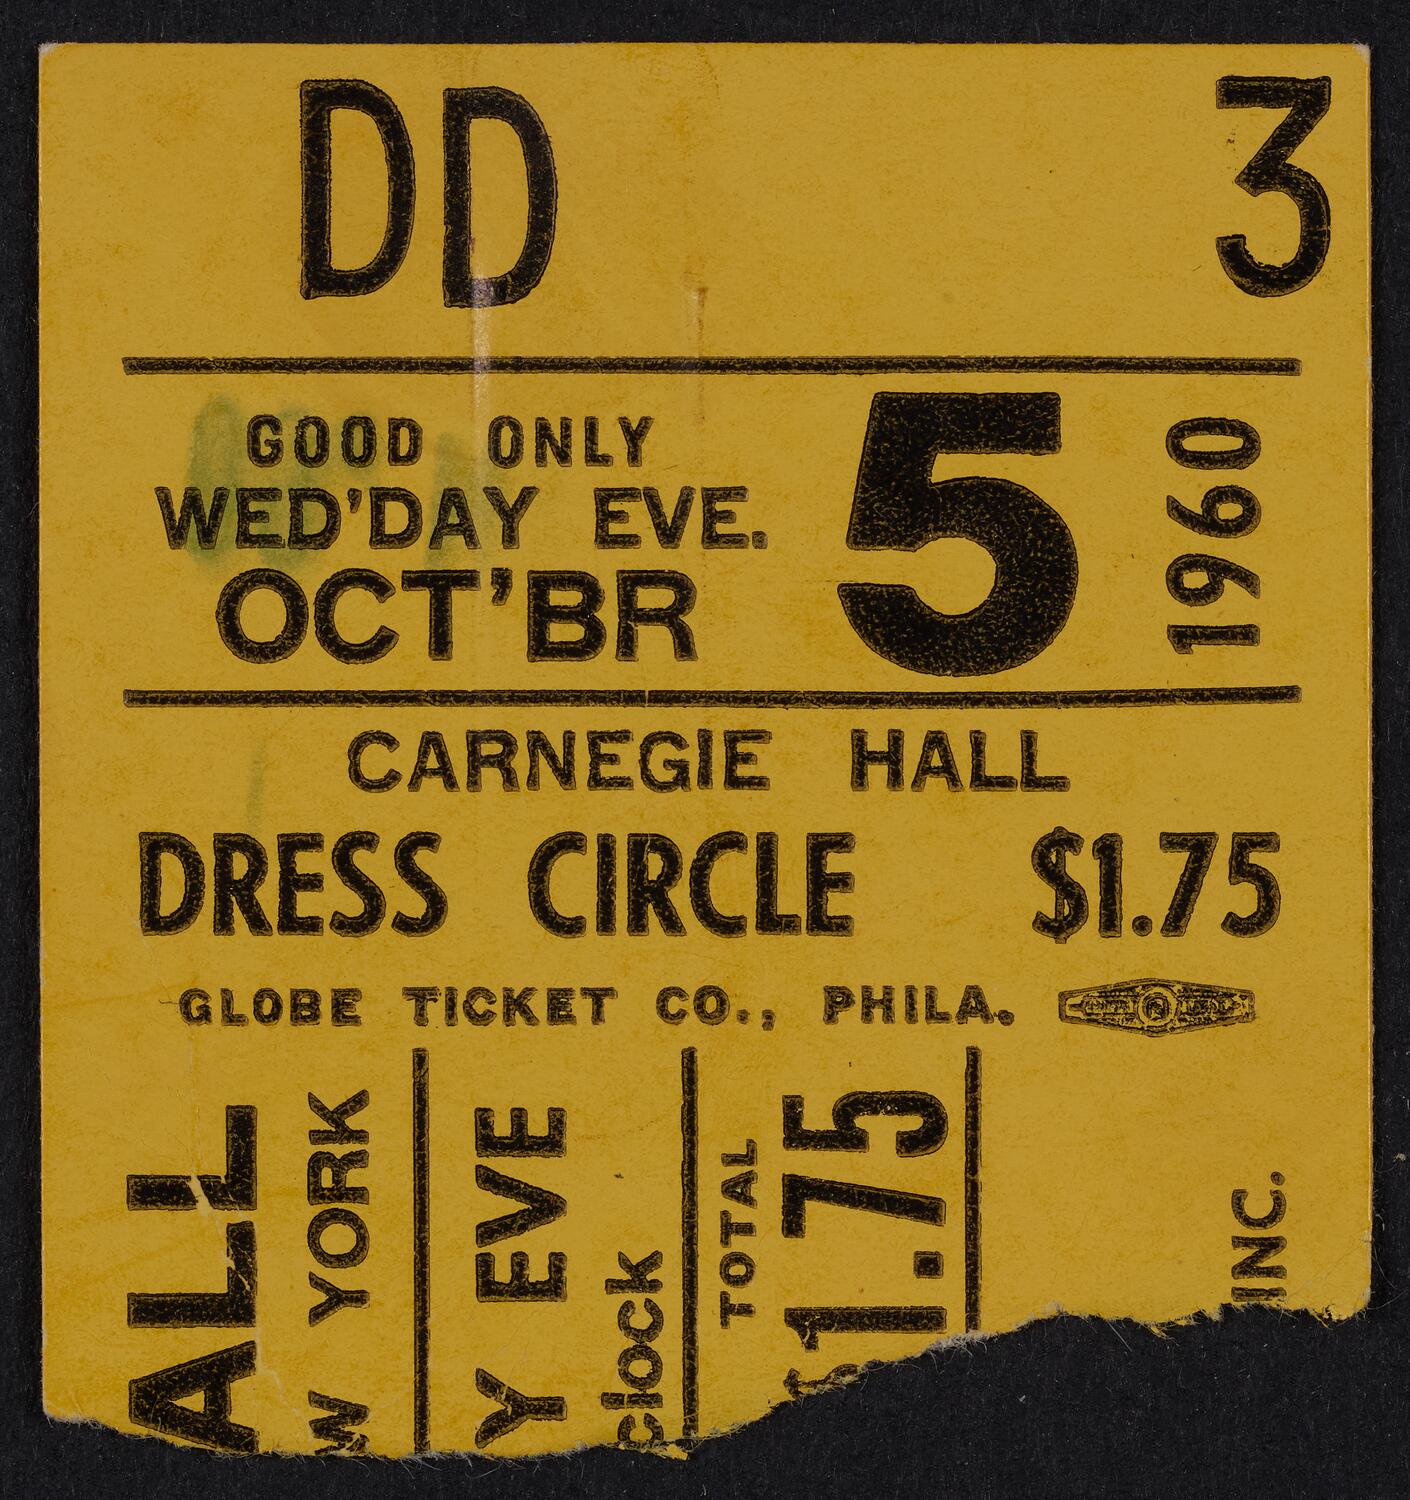 DD 3
GOOD ONLY
WED'DAY EVE.
OCT'BR
5
1960
CARNEGIE HALL
DRESS CIRCLE $1.75
GLOBE TICKET CO., PHILA.
ALL
W YORK
Y EVE
clock
TOTAL
$1.75
INC.